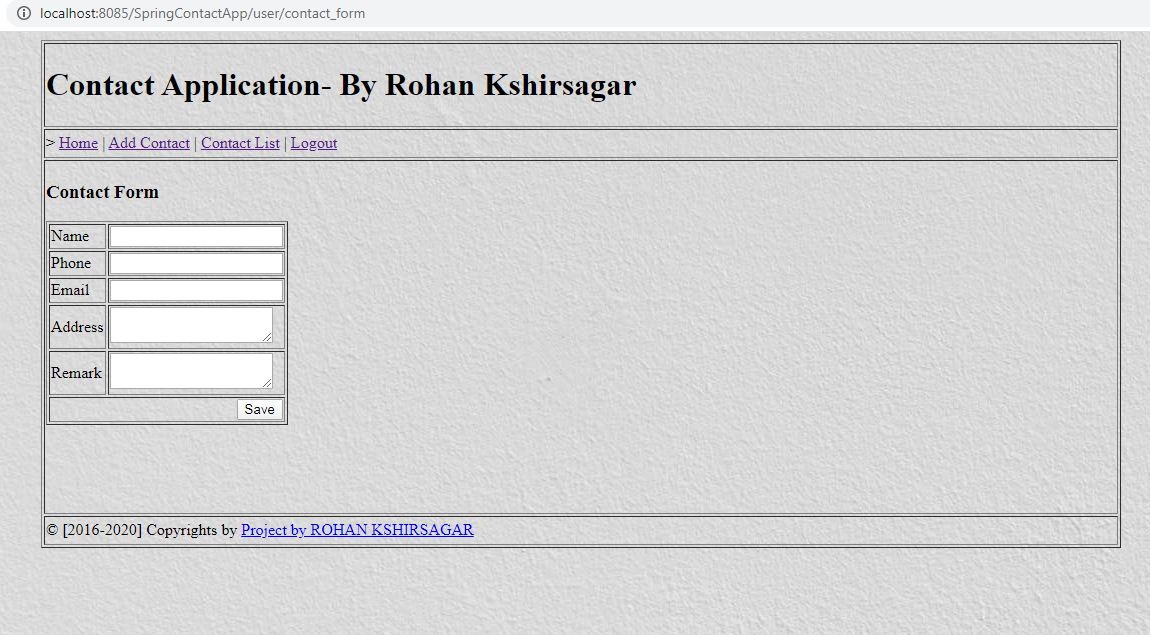 localhost:8085/SpringContactApp/user/contact_form
Contact Application- By Rohan Kshirsagar
> Home | Add Contact | Contact List | Logout
Contact Form
Name
Phone
Email
Address
Remark
Save
© [2016-2020] Copyrights by Project by ROHAN KSHIRSAGAR